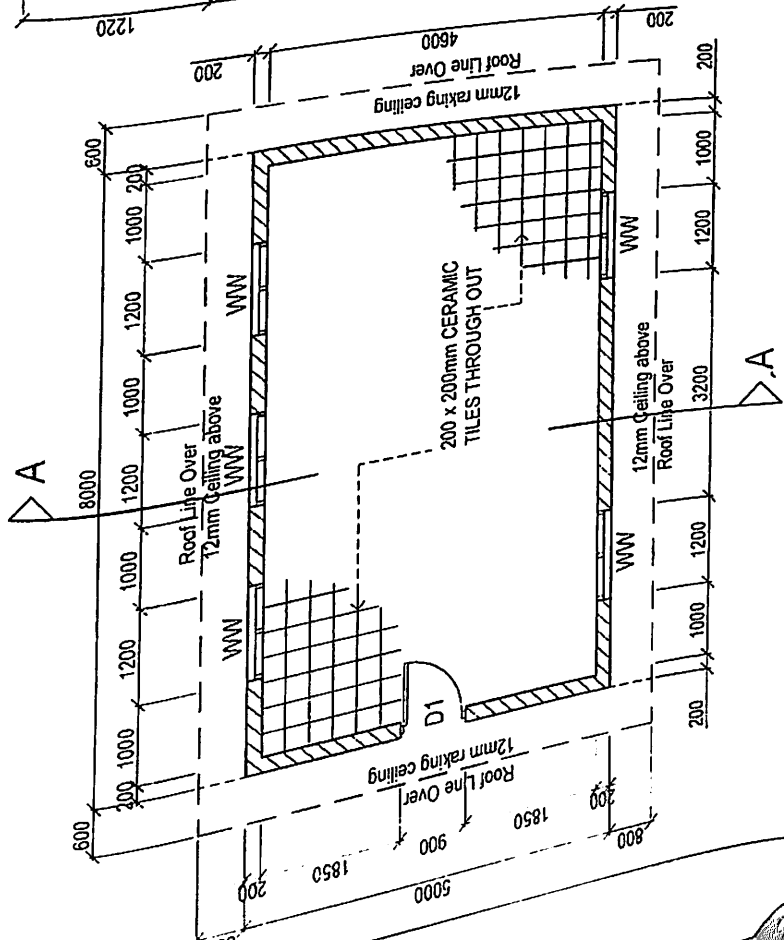 1220
200
4600
200
Roof Line Over
12mm raking ceiling
600
8000
600
200
1000
1200
1000
1200
1000
1200
1000
200
A
Roof Line Over
12mm Ceiling above
WW
WW
WW
200 x 200mm CERAMIC
TILES THROUGH OUT
D1
WW
WW
12mm Ceiling above
Roof Line Over
A
200
1000
1200
3200
1200
1000
200
12mm raking ceiling
Roof Line Over
200
1850
900
1850
200
5000
800